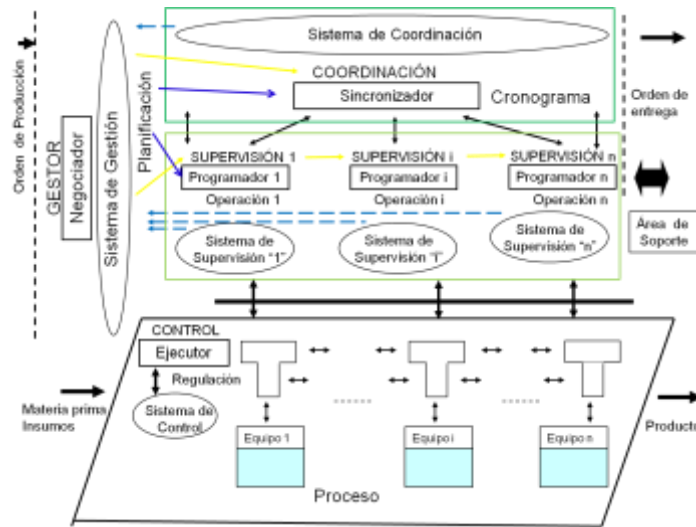 Orden de Producción
GESTOR
Negociador
Sistema de Gestión
Planificación
Sistema de Coordinación
COORDINACIÓN
Sincronizador
Cronograma
Orden de
entrega
SUPERVISIÓN 1
SUPERVISIÓN i
SUPERVISIÓN n
Programador 1
Programador i
Programador n
Operación 1
Operación i
Operación n
Sistema de
Supervisión "1"
Sistema de
Supervisión "i"
Sistema de
Supervisión "n"
Área de
Soporte
CONTROL
Ejecutor
Regulación
Sistema de
Control
Materia prima
Insumos
Producto
Equipo 1
Equipo i
Equipo n
Proceso